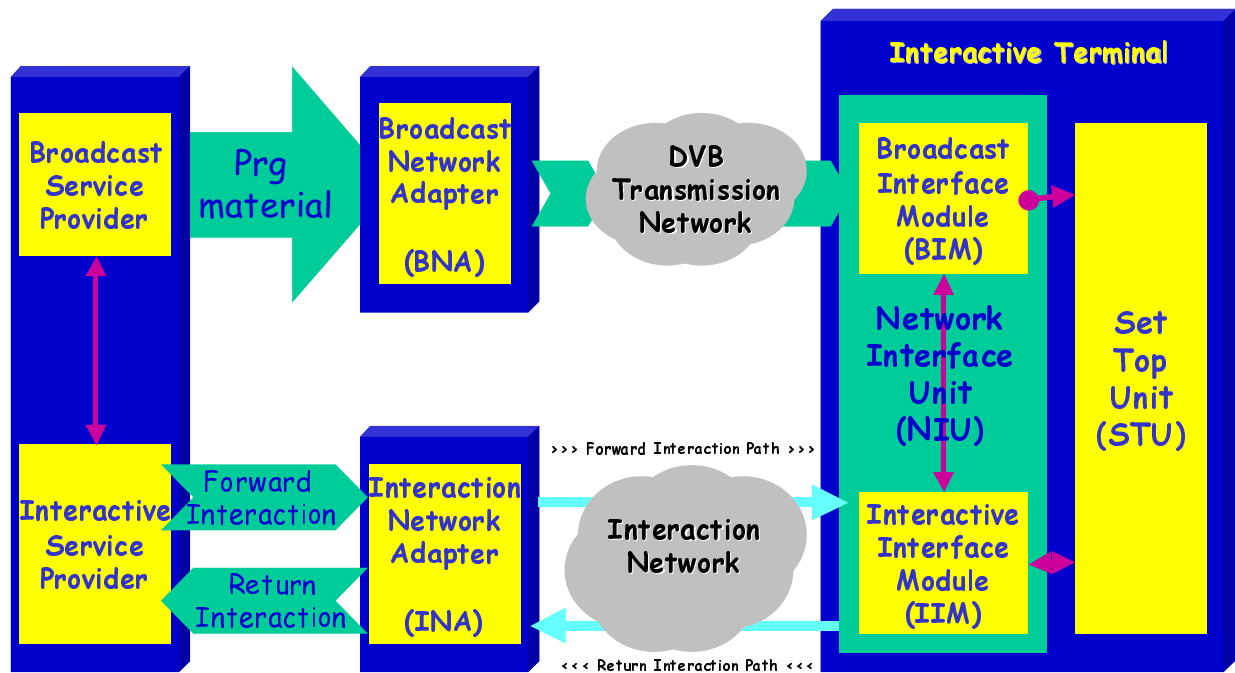 Interactive Terminal
Broadcast
Service
Provider
Prg
material
Broadcast
Network
Adapter
(BNA)
DVB
Transmission
Network
Broadcast
Interface
Module
(BIM)
Network
Interface
Unit
(NIU)
Set
Top
Unit
(STU)
Interactive
Service
Provider
Forward
Interaction
Return
Interaction
Interaction
Network
Adapter
(INA)
>>> Forward Interaction Path >>>
Interaction
Network
<<< Return Interaction Path <<<
Interactive
Interface
Module
(IIM)